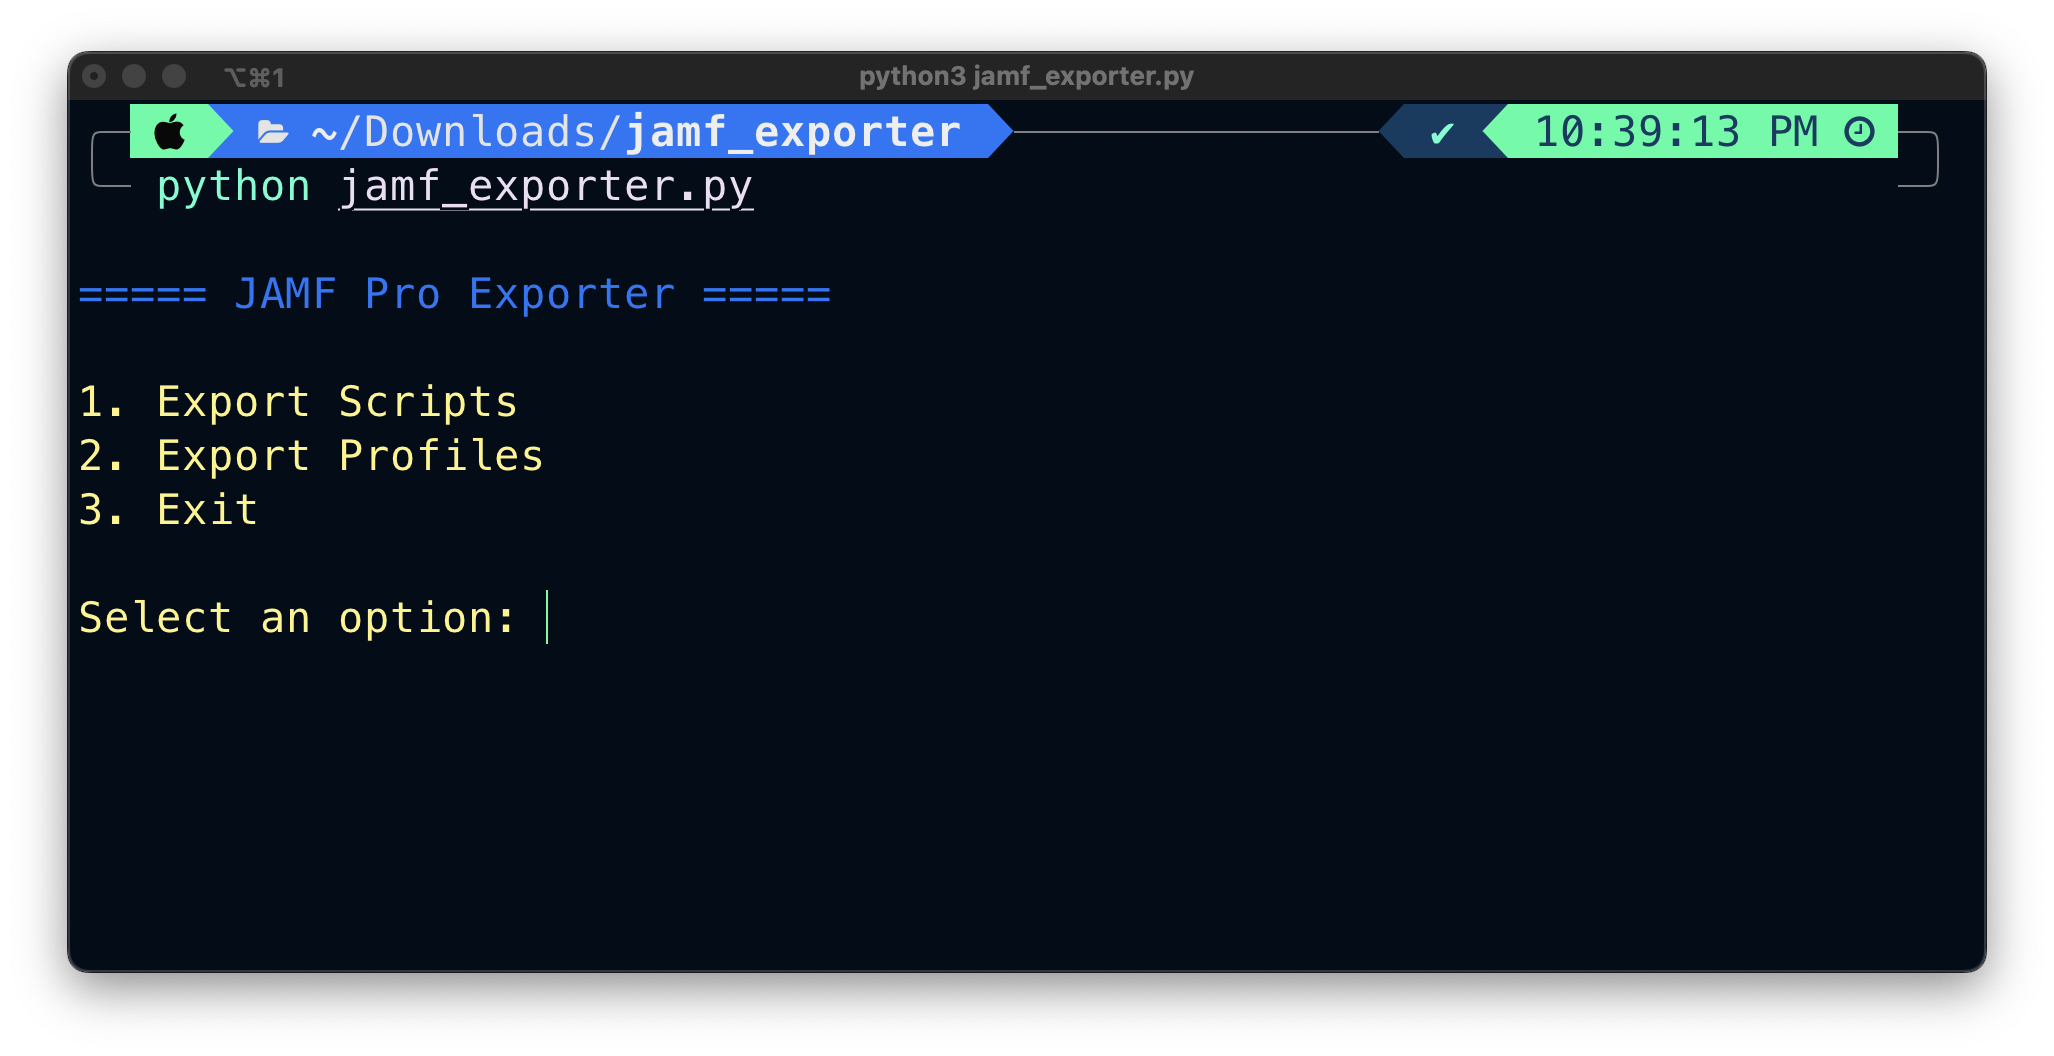 ⌥⌘1 python3 jamf_exporter.py
~/Downloads/jamf_exporter ✔ 10:39:13 PM
python jamf_exporter.py
===== JAMF Pro Exporter =====
1. Export Scripts
2. Export Profiles
3. Exit
Select an option: